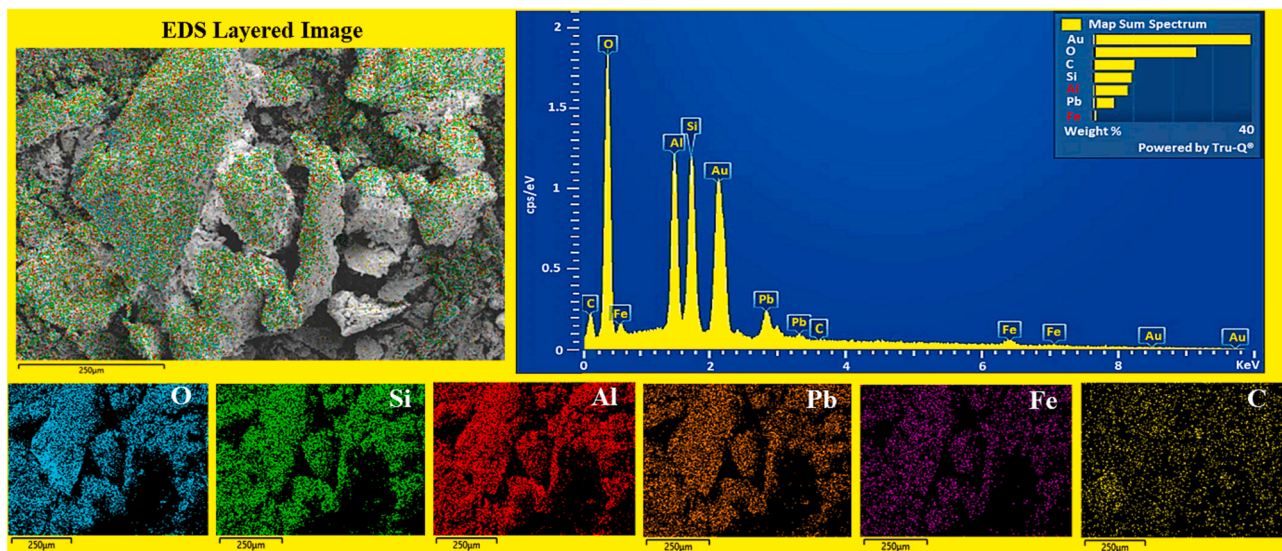 EDS Layered Image
250μm
2
1.5
1
0.5
0
cps/eV
C
O
Fe
Al
Si
Au
Pb
Pb
C
Fe
Fe
Au
Au
0
2
4
6
8
KeV
Map Sum Spectrum
Au
O
C
Si
Al
Pb
Fe
Weight %
40
Powered by Tru-Q®
O
250μm
Si
250μm
Al
250μm
Pb
250μm
Fe
250μm
C
250μm